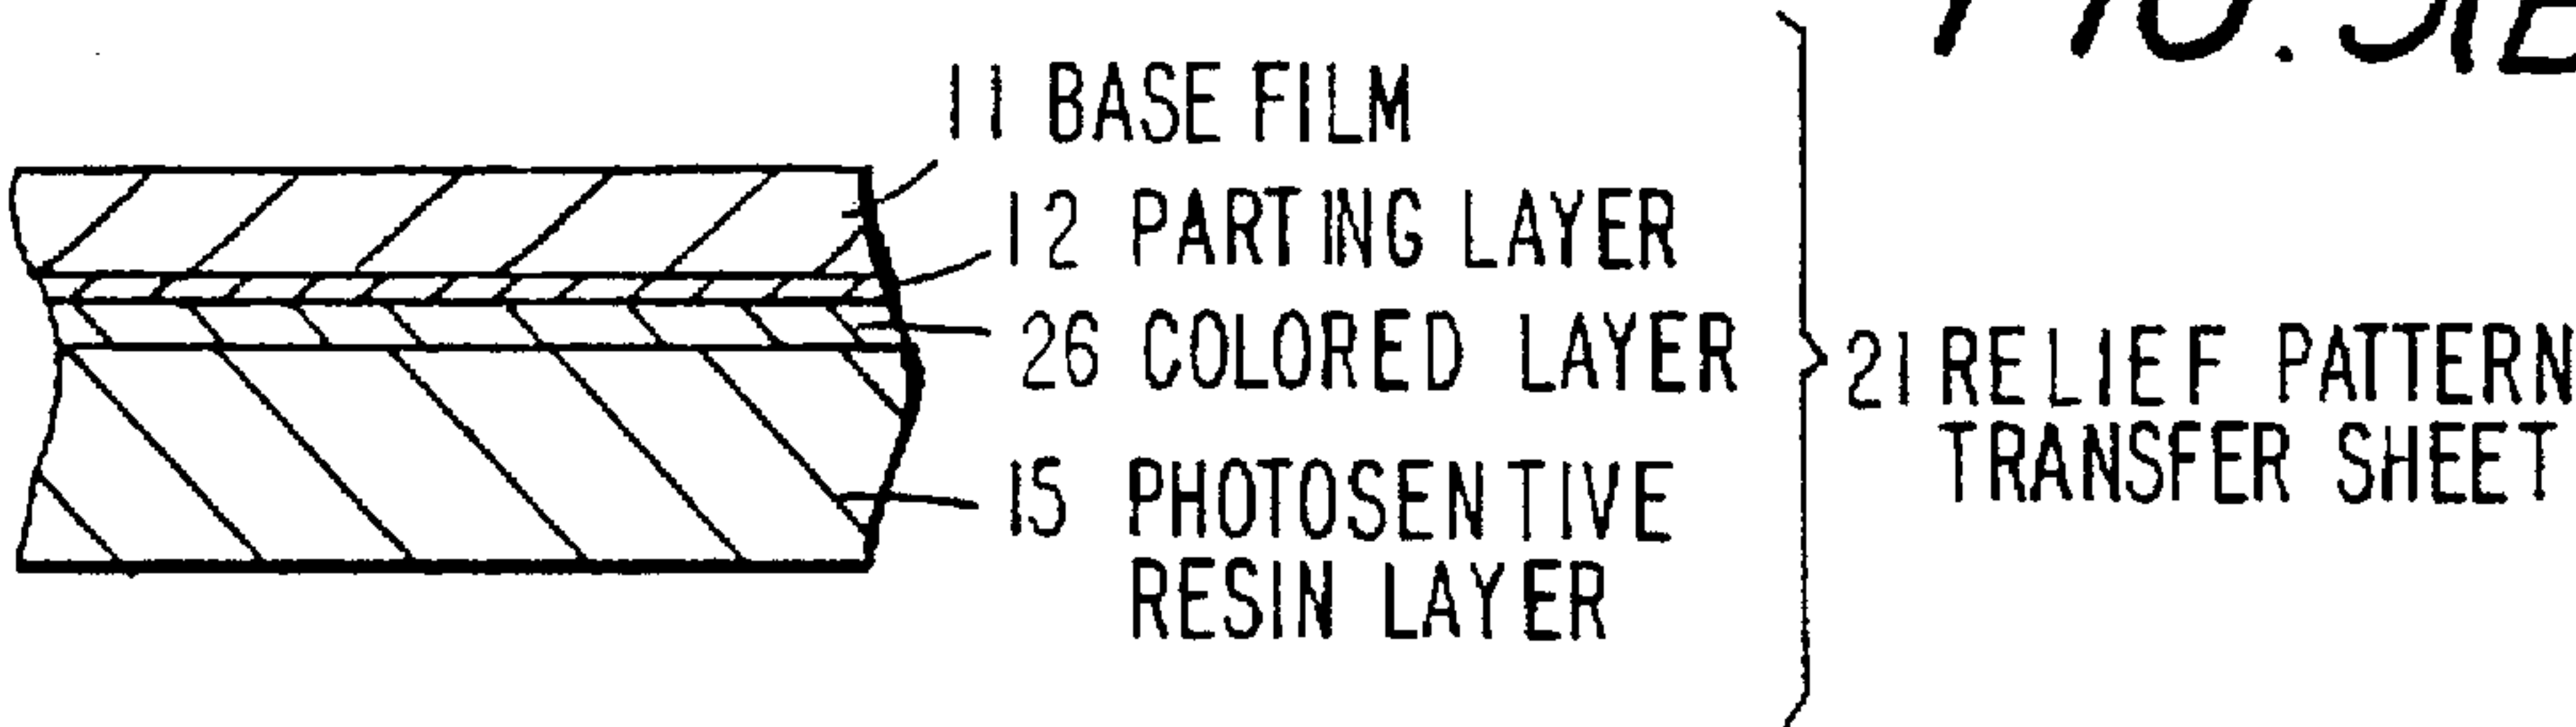 11 BASE FILM
12 PARTING LAYER
26 COLORED LAYER
15 PHOTOSENTIVE
RESIN LAYER
21 RELIEF PATTERN
TRANSFER SHEET